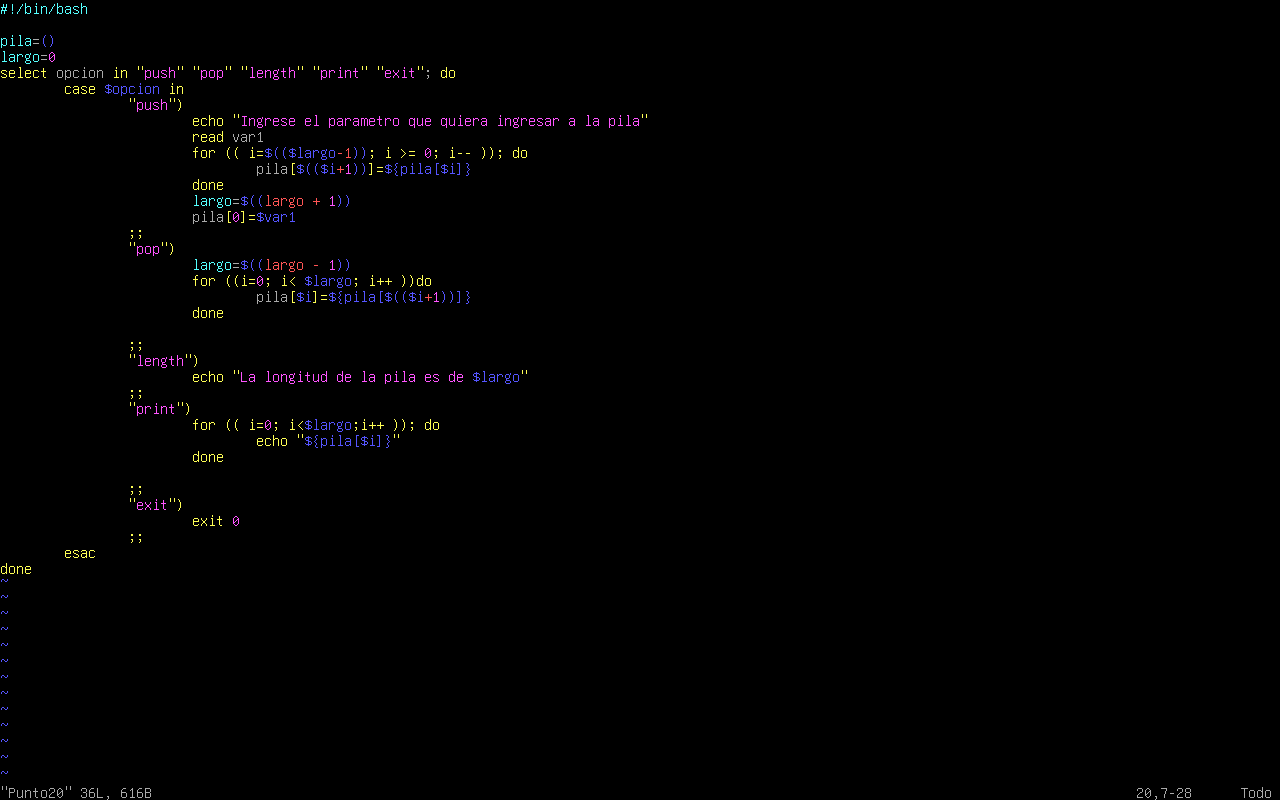 #!/bin/bash

pila=()
largo=0
select opcion in "push" "pop" "length" "print" "exit"; do
        case $opcion in
                "push")
                        echo "Ingrese el parametro que quiera ingresar a la pila"
                        read var1
                        for (( i=$(($largo-1)); i >= 0; i-- )); do
                                pila[$(($i+1))]=${pila[$i]}
                        done
                        largo=$((largo + 1))
                        pila[0]=$var1
                ;;
                "pop")
                        largo=$((largo - 1))
                        for ((i=0; i< $largo; i++ ))do
                                pila[$i]=${pila[$(($i+1))]}
                        done

                ;;
                "length")
                        echo "La longitud de la pila es de $largo"
                ;;
                "print")
                        for (( i=0; i<$largo;i++ )); do
                                echo "${pila[$i]}"
                        done

                ;;
                "exit")
                        exit 0
                ;;
        esac
done
~
~
~
~
~
~
~
~
~
~
~
~
~
"Punto20" 36L, 616B 20,7-28 Todo